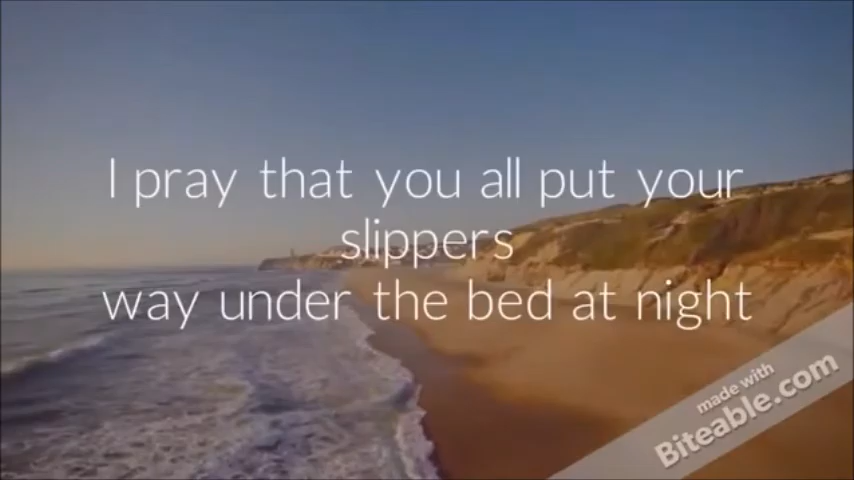 I pray that you all put your
slippers
way under the bed at night
made with
Biteable.com